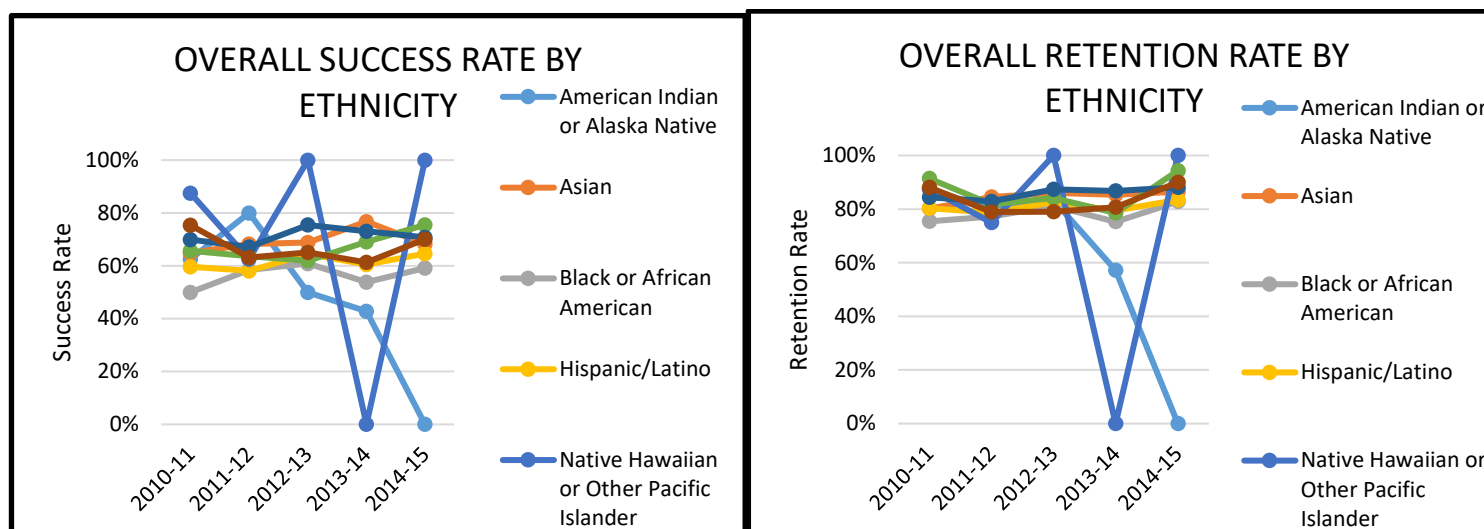 OVERALL SUCCESS RATE BY
ETHNICITY
Success Rate
100%
80%
60%
40%
20%
0%
2010-11
2011-12
2012-13
2013-14
2014-15
American Indian
or Alaska Native
Asian
Black or African
American
Hispanic/Latino
Native Hawaiian
or Other Pacific
Islander
OVERALL RETENTION RATE BY
ETHNICITY
Retention Rate
100%
80%
60%
40%
20%
0%
2010-11
2011-12
2012-13
2013-14
2014-15
American Indian or
Alaska Native
Asian
Black or African
American
Hispanic/Latino
Native Hawaiian or
Other Pacific
Islander